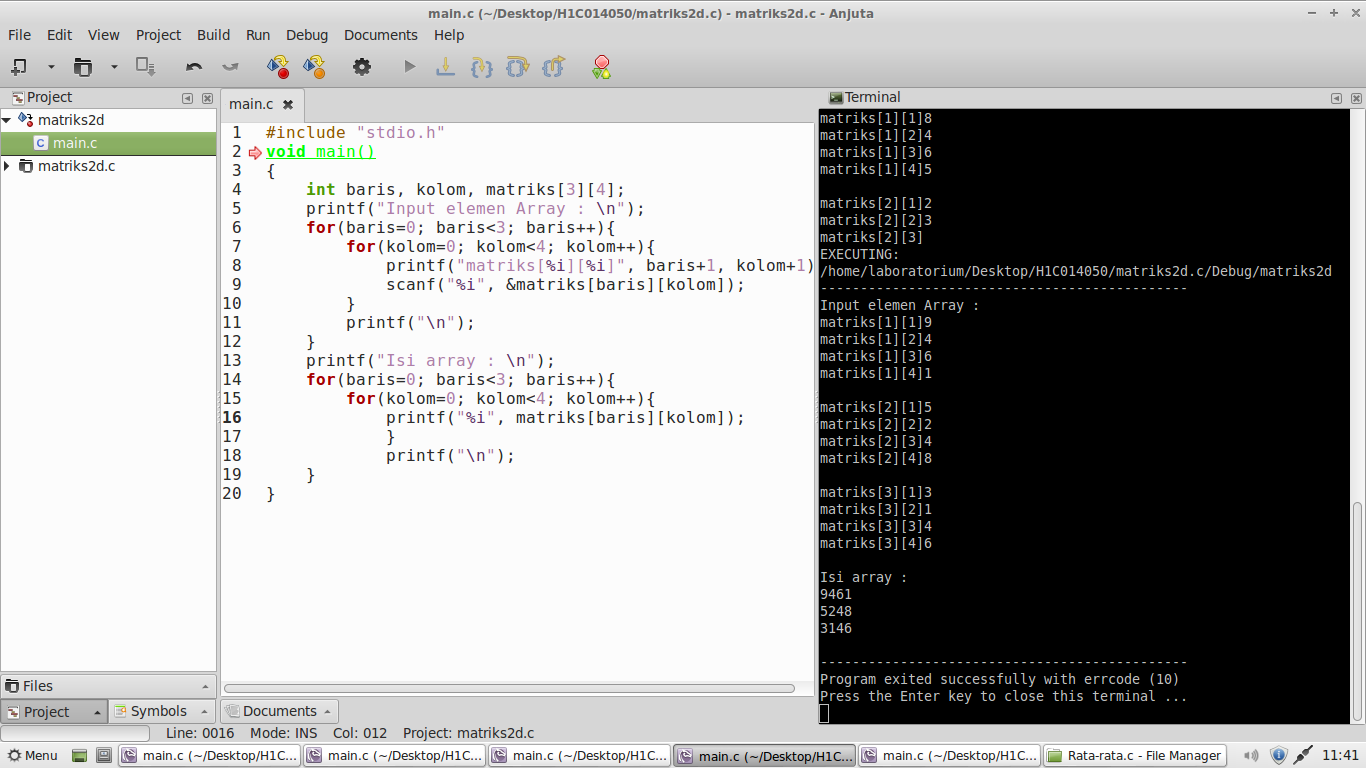 main.c (~/Desktop/H1C014050/matriks2d.c) - matriks2d.c - Anjuta
File Edit View Project Build Run Debug Documents Help
Project
matriks2d
main.c
matriks2d.c
Files
Project Symbols
main.c
1 #include "stdio.h"
2 void main()
3 {
4 int baris, kolom, matriks[3][4];
5 printf("Input elemen Array : \n");
6 for(baris=0; baris<3; baris++){
7 for(kolom=0; kolom<4; kolom++){
8 printf("matriks[%i][%i]", baris+1, kolom+1)
9 scanf("%i", &matriks[baris][kolom]);
10 }
11 printf("\n");
12 }
13 printf("Isi array : \n");
14 for(baris=0; baris<3; baris++){
15 for(kolom=0; kolom<4; kolom++){
16 printf("%i", matriks[baris][kolom]);
17 }
18 printf("\n");
19 }
20 }
Documents
Terminal
matriks[1][1]8
matriks[1][2]4
matriks[1][3]6
matriks[1][4]5
matriks[2][1]2
matriks[2][2]3
matriks[2][3]
EXECUTING:
/home/laboratorium/Desktop/H1C014050/matriks2d.c/Debug/matriks2d
----------------------------------------------
Input elemen Array :
matriks[1][1]9
matriks[1][2]4
matriks[1][3]6
matriks[1][4]1
matriks[2][1]5
matriks[2][2]2
matriks[2][3]4
matriks[2][4]8
matriks[3][1]3
matriks[3][2]1
matriks[3][3]4
matriks[3][4]6
Isi array :
9461
5248
3146
----------------------------------------------
Program exited successfully with errcode (10)
Press the Enter key to close this terminal ...
Line: 0016 Mode: INS Col: 012 Project: matriks2d.c
Menu main.c (~/Desktop/H1C... main.c (~/Desktop/H1C... main.c (~/Desktop/H1C... main.c (~/Desktop/H1C... main.c (~/Desktop/H1C... Rata-rata.c - File Manager 11:41